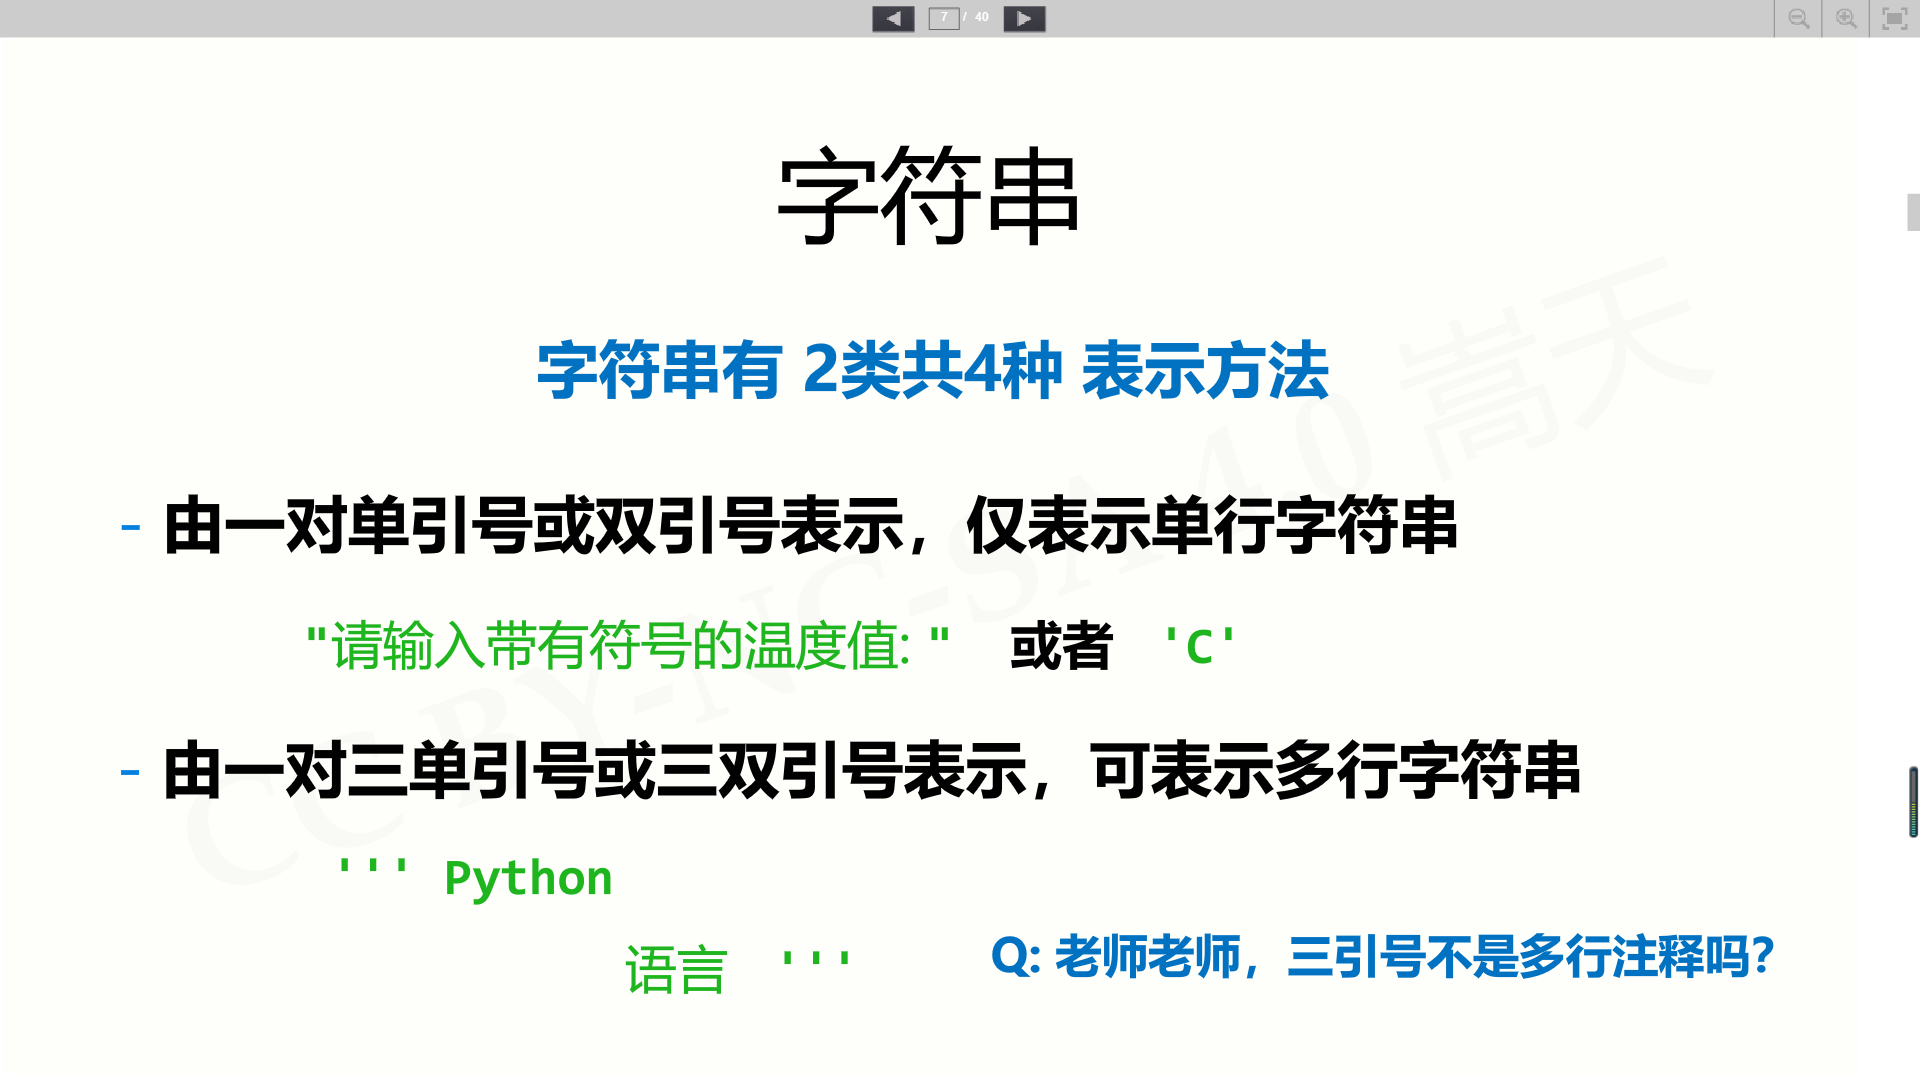 7 / 40
字符串
字符串有 2类共4种 表示方法
- 由一对单引号或双引号表示，仅表示单行字符串
"请输入带有符号的温度值: " 或者 'C'
- 由一对三单引号或三双引号表示，可表示多行字符串
''' Python
语言 '''
Q: 老师老师，三引号不是多行注释吗？
CC BY-NC-SA 4.0 嵩天